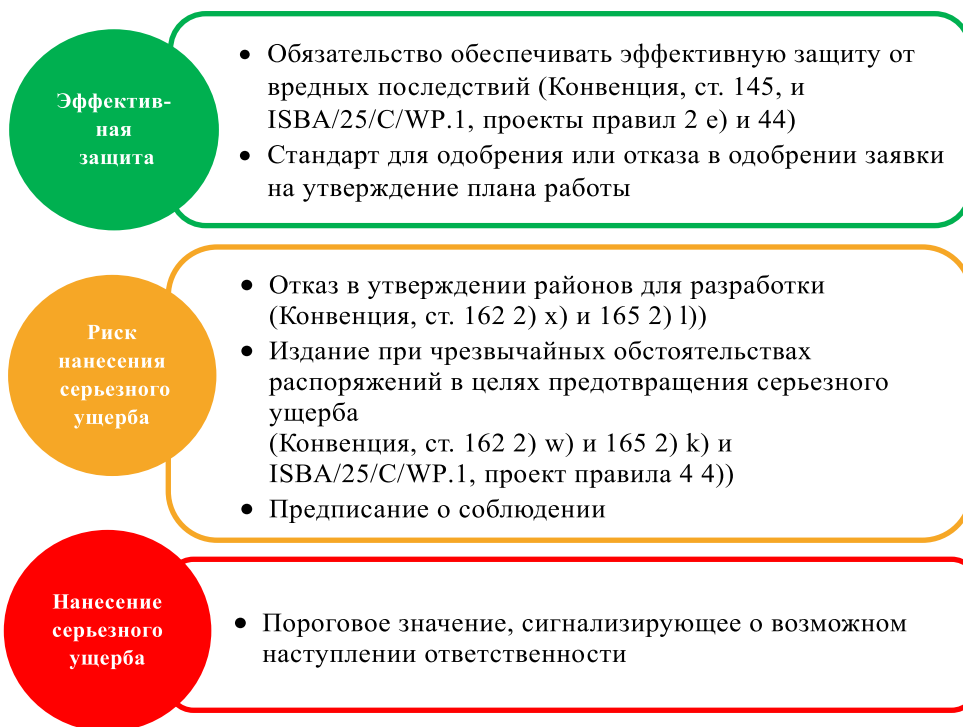 Эффектив-
ная
защита
• Обязательство обеспечивать эффективную защиту от
вредных последствий (Конвенция, ст. 145, и
ISBA/25/C/WP.1, проекты правил 2 e) и 44)
• Стандарт для одобрения или отказа в одобрении заявки
на утверждение плана работы
Риск
нанесения
серьезного
ущерба
• Отказ в утверждении районов для разработки
(Конвенция, ст. 162 2) x) и 165 2) l))
• Издание при чрезвычайных обстоятельствах
распоряжений в целях предотвращения серьезного
ущерба
(Конвенция, ст. 162 2) w) и 165 2) k) и
ISBA/25/C/WP.1, проект правила 4 4))
• Предписание о соблюдении
Нанесение
серьезного
ущерба
• Пороговое значение, сигнализирующее о возможном
наступлении ответственности